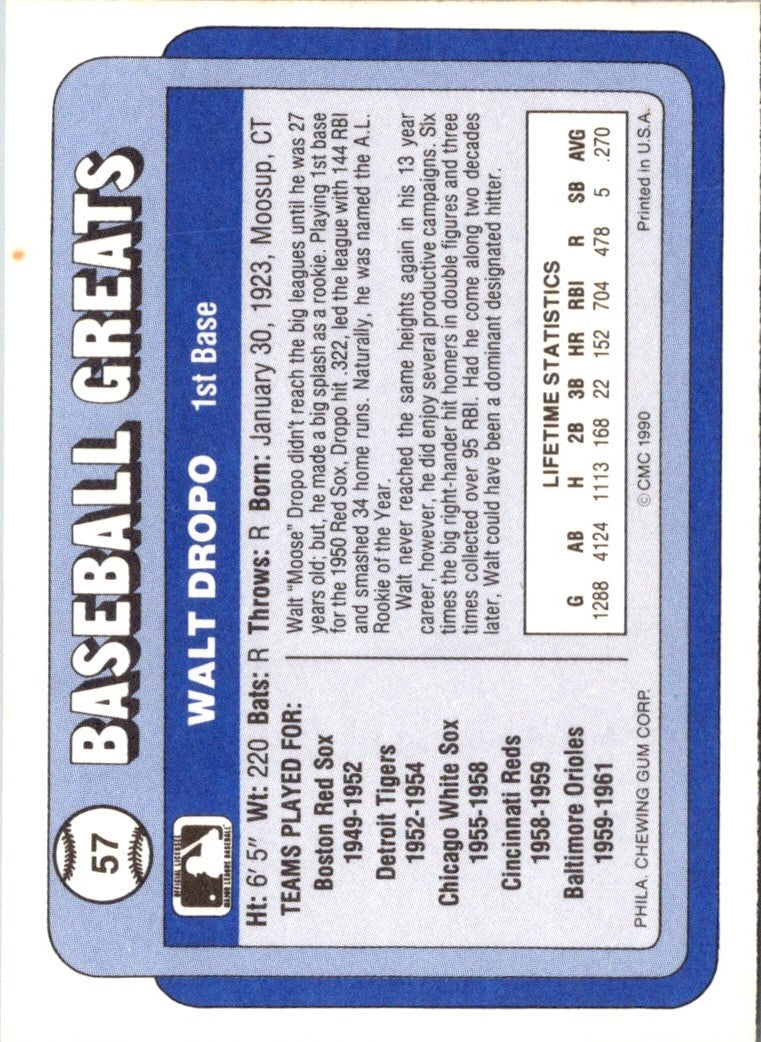 57
BASEBALL GREATS
OFFICIAL LICENSEE
MAJOR LEAGUE BASEBALL
WALT DROPO 1st Base
Ht: 6′ 5″ Wt: 220 Bats: R Throws: R Born: January 30, 1923, Moosup, CT
TEAMS PLAYED FOR:
Boston Red Sox
1949-1952
Detroit Tigers
1952-1954
Chicago White Sox
1955-1958
Cincinnati Reds
1958-1959
Baltimore Orioles
1959-1961
Walt "Moose" Dropo didn't reach the big leagues until he was 27
years old; but, he made a big splash as a rookie. Playing 1st base
for the 1950 Red Sox, Dropo hit .322, led the league with 144 RBI
and smashed 34 home runs. Naturally, he was named the A.L.
Rookie of the Year.
Walt never reached the same heights again in his 13 year
career, however, he did enjoy several productive campaigns. Six
times the big right-hander hit homers in double figures and three
times collected over 95 RBI. Had he come along two decades
later, Walt could have been a dominant designated hitter.
LIFETIME STATISTICS
G AB H 2B 3B HR RBI R SB AVG
1288 4124 1113 168 22 152 704 478 5 .270
PHILA. CHEWING GUM CORP. © CMC 1990 Printed in U.S.A.